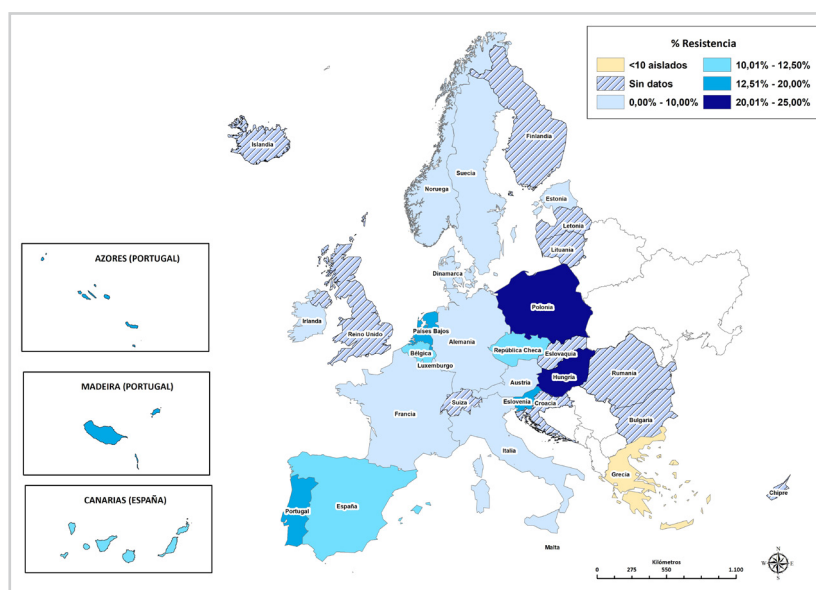 % Resistencia
<10 aislados
10,01% - 12,50%
Sin datos
12,51% - 20,00%
0,00% - 10,00%
20,01% - 25,00%
Islandia
Finlandia
Suecia
Noruega
Estonia
Letonia
Lituania
AZORES (PORTUGAL)
Dinamarca
Polonia
Irlanda
Reino Unido
Países Bajos
Alemania
Bélgica
República Checa
Eslovaquia
Luxemburgo
MADEIRA (PORTUGAL)
Austria
Hungría
Rumania
Suiza
Eslovenia
Croacia
Francia
Bulgaria
Italia
Grecia
CANARIAS (ESPAÑA)
Portugal
España
Chipre
Malta
Kilómetros
0 275 550 1.100
N
W E
S